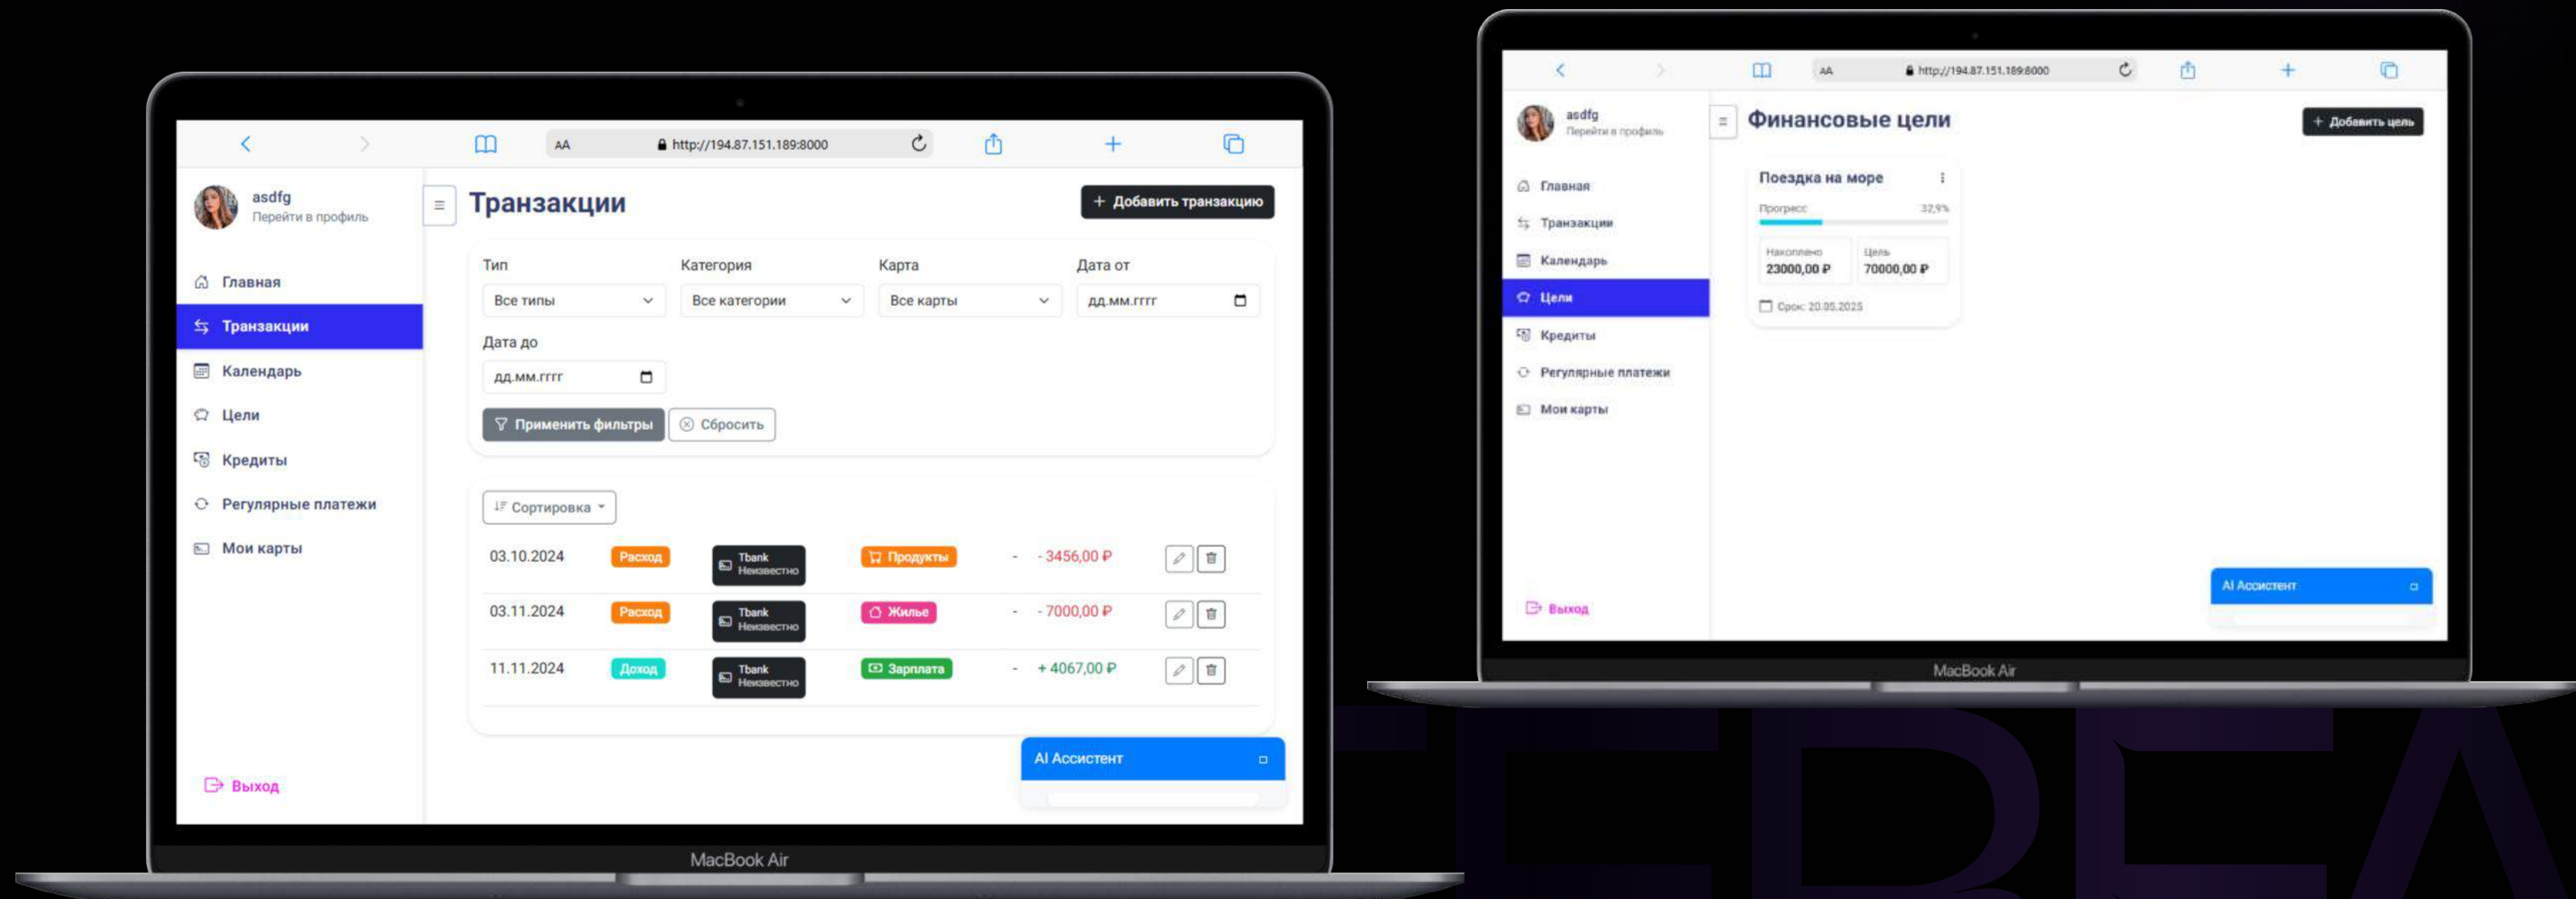 AA http://194.87.151.189:8000
asdfg
Перейти в профиль
Главная
Транзакции
Календарь
Цели
Кредиты
Регулярные платежи
Мои карты
Выход
Транзакции
+ Добавить транзакцию
Тип Категория Карта Дата от
Все типы Все категории Все карты дд.мм.гггг
Дата до
дд.мм.гггг
Применить фильтры Сбросить
Сортировка
03.10.2024 Расход Tbank Продукты - - 3456,00 ₽
Неизвестно
03.11.2024 Расход Tbank Жилье - - 7000,00 ₽
Неизвестно
11.11.2024 Доход Tbank Зарплата - + 4067,00 ₽
Неизвестно
AI Ассистент
MacBook Air
AA http://194.87.151.189:8000
asdfg
Перейти в профиль
Главная
Транзакции
Календарь
Цели
Кредиты
Регулярные платежи
Мои карты
Выход
Финансовые цели
+ Добавить цель
Поездка на море
Прогресс 32,9%
Накоплено Цель
23000,00 ₽ 70000,00 ₽
Срок: 20.05.2025
AI Ассистент
MacBook Air